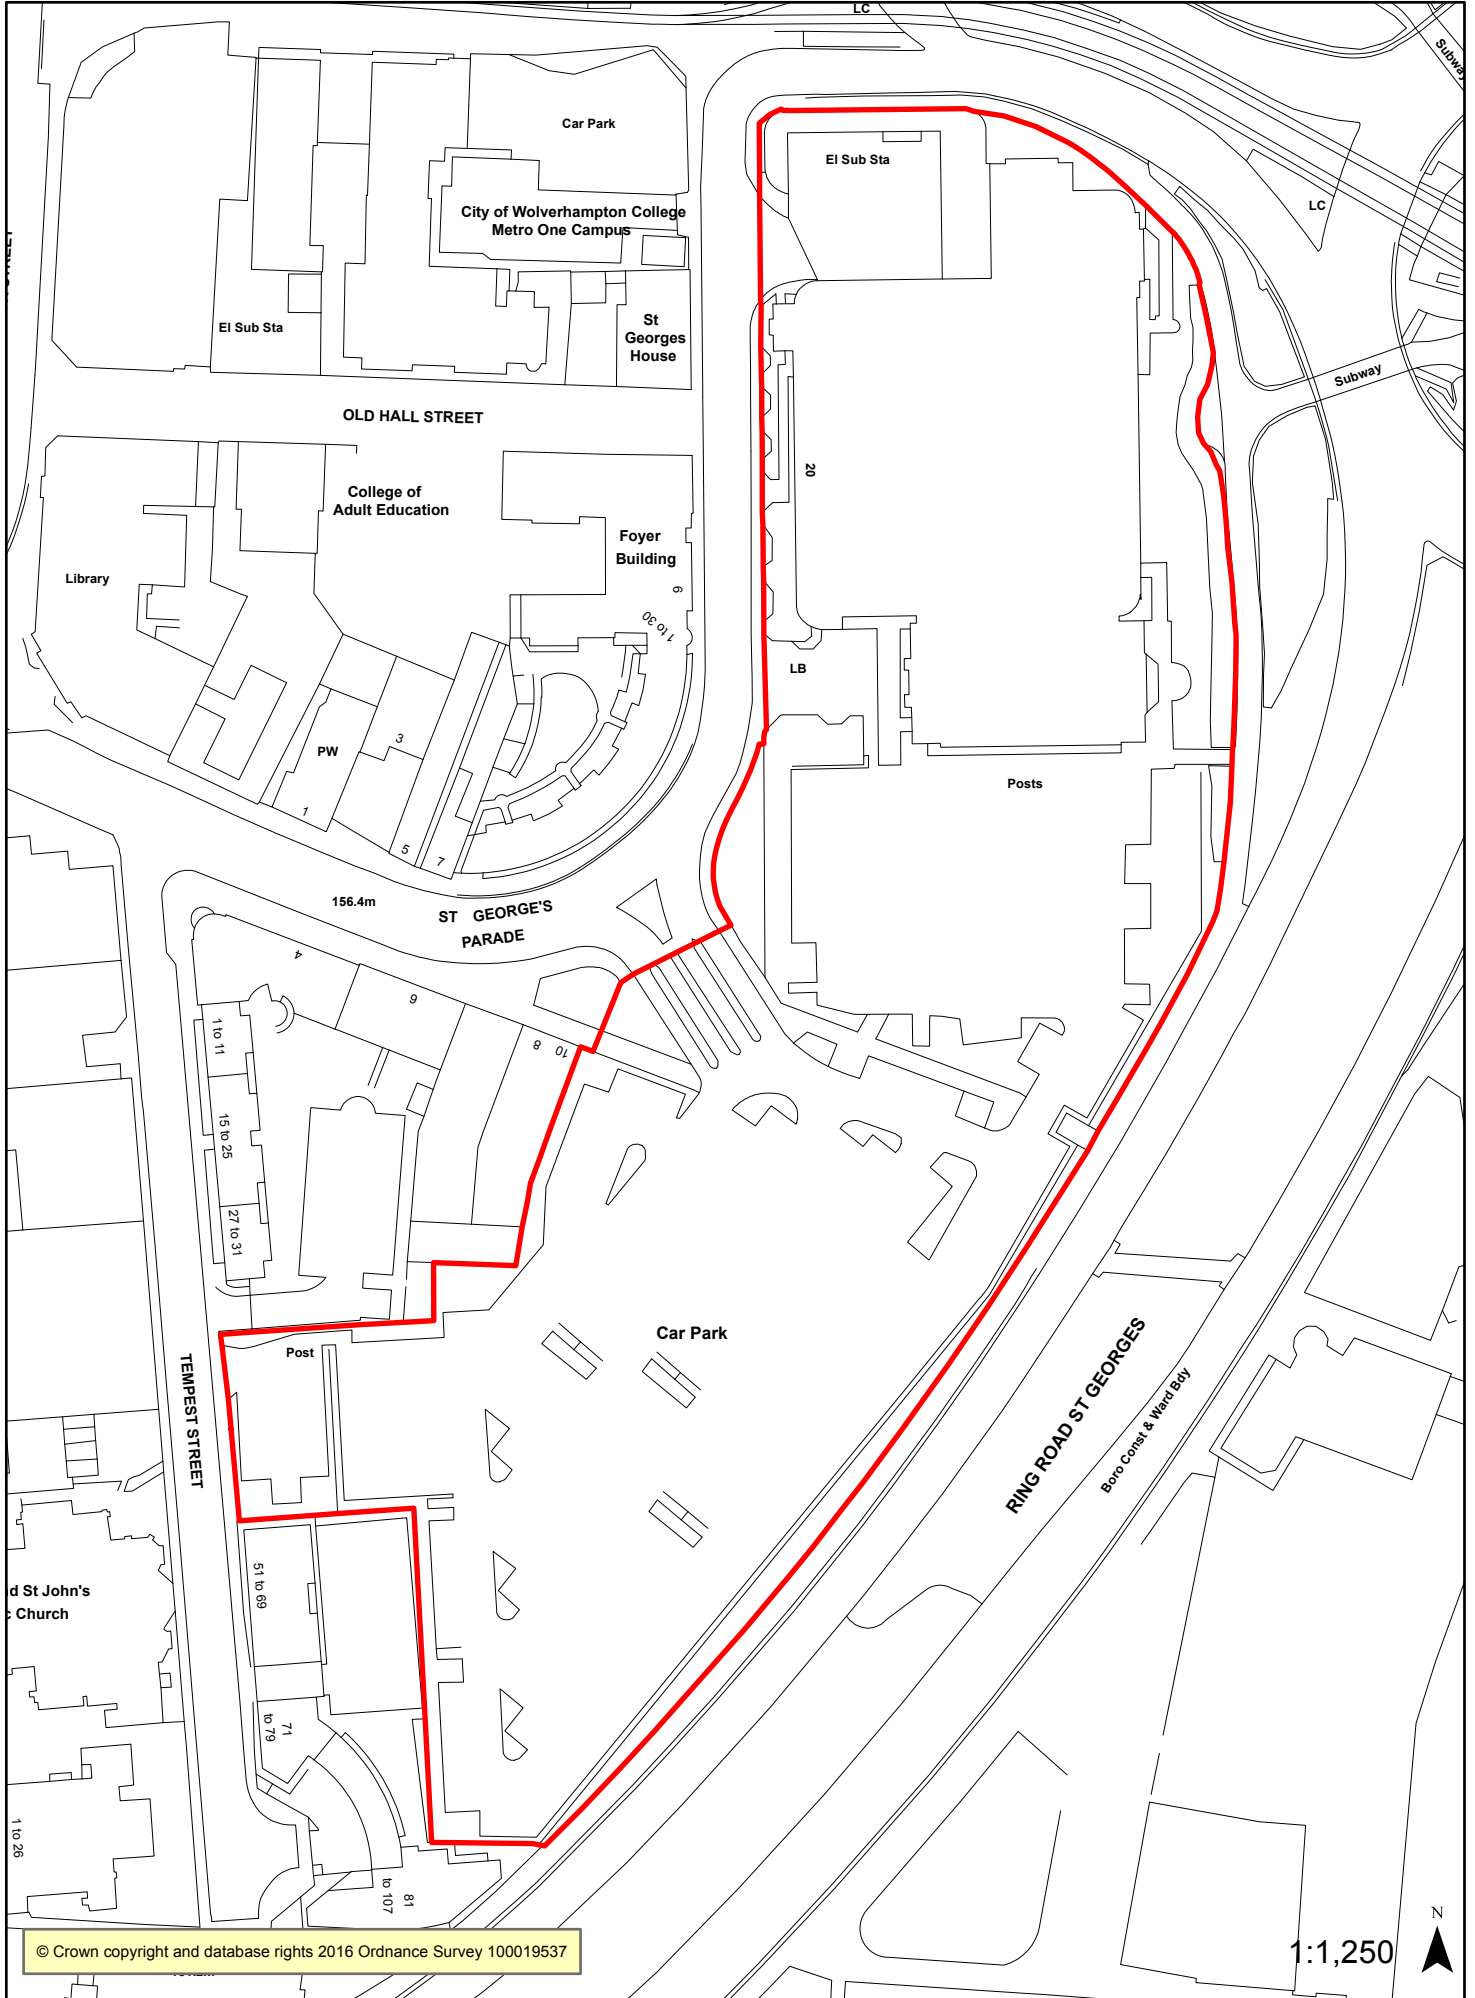 LC
Subway
Car Park
El Sub Sta
City of Wolverhampton College
Metro One Campus
LC
El Sub Sta
St
Georges
House
Subway
OLD HALL STREET
20
College of
Adult Education
Foyer
Building
Library
6
1 to 30
LB
PW
3
1
5
7
Posts
156.4m
ST GEORGE'S
PARADE
4
6
8
10
1 to 11
15 to 25
27 to 31
Car Park
Post
TEMPEST STREET
RING ROAD ST GEORGES
Boro Const & Ward Bdy
51 to 69
St John's
Church
71
to 79
1 to 26
81
to 107
© Crown copyright and database rights 2016 Ordnance Survey 100019537
1:1,250
N